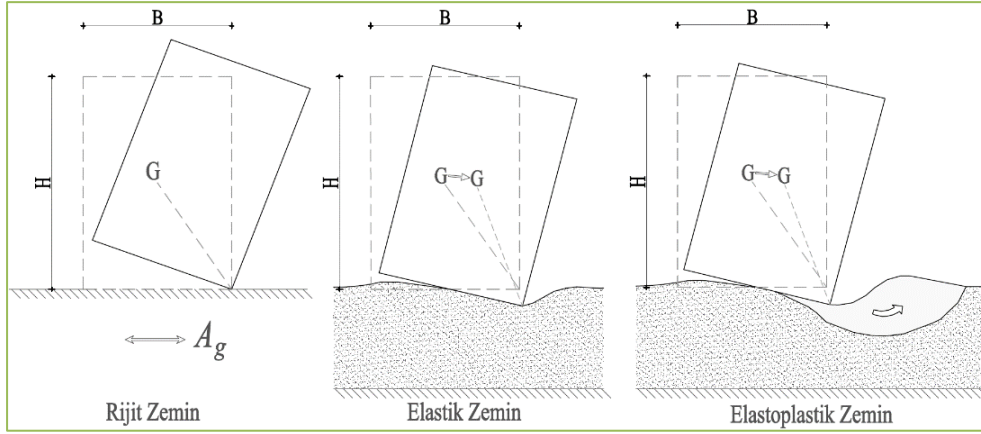 B
H
G
A_g
Rijit Zemin
B
H
G
G
Elastik Zemin
B
H
G
G
Elastoplastik Zemin